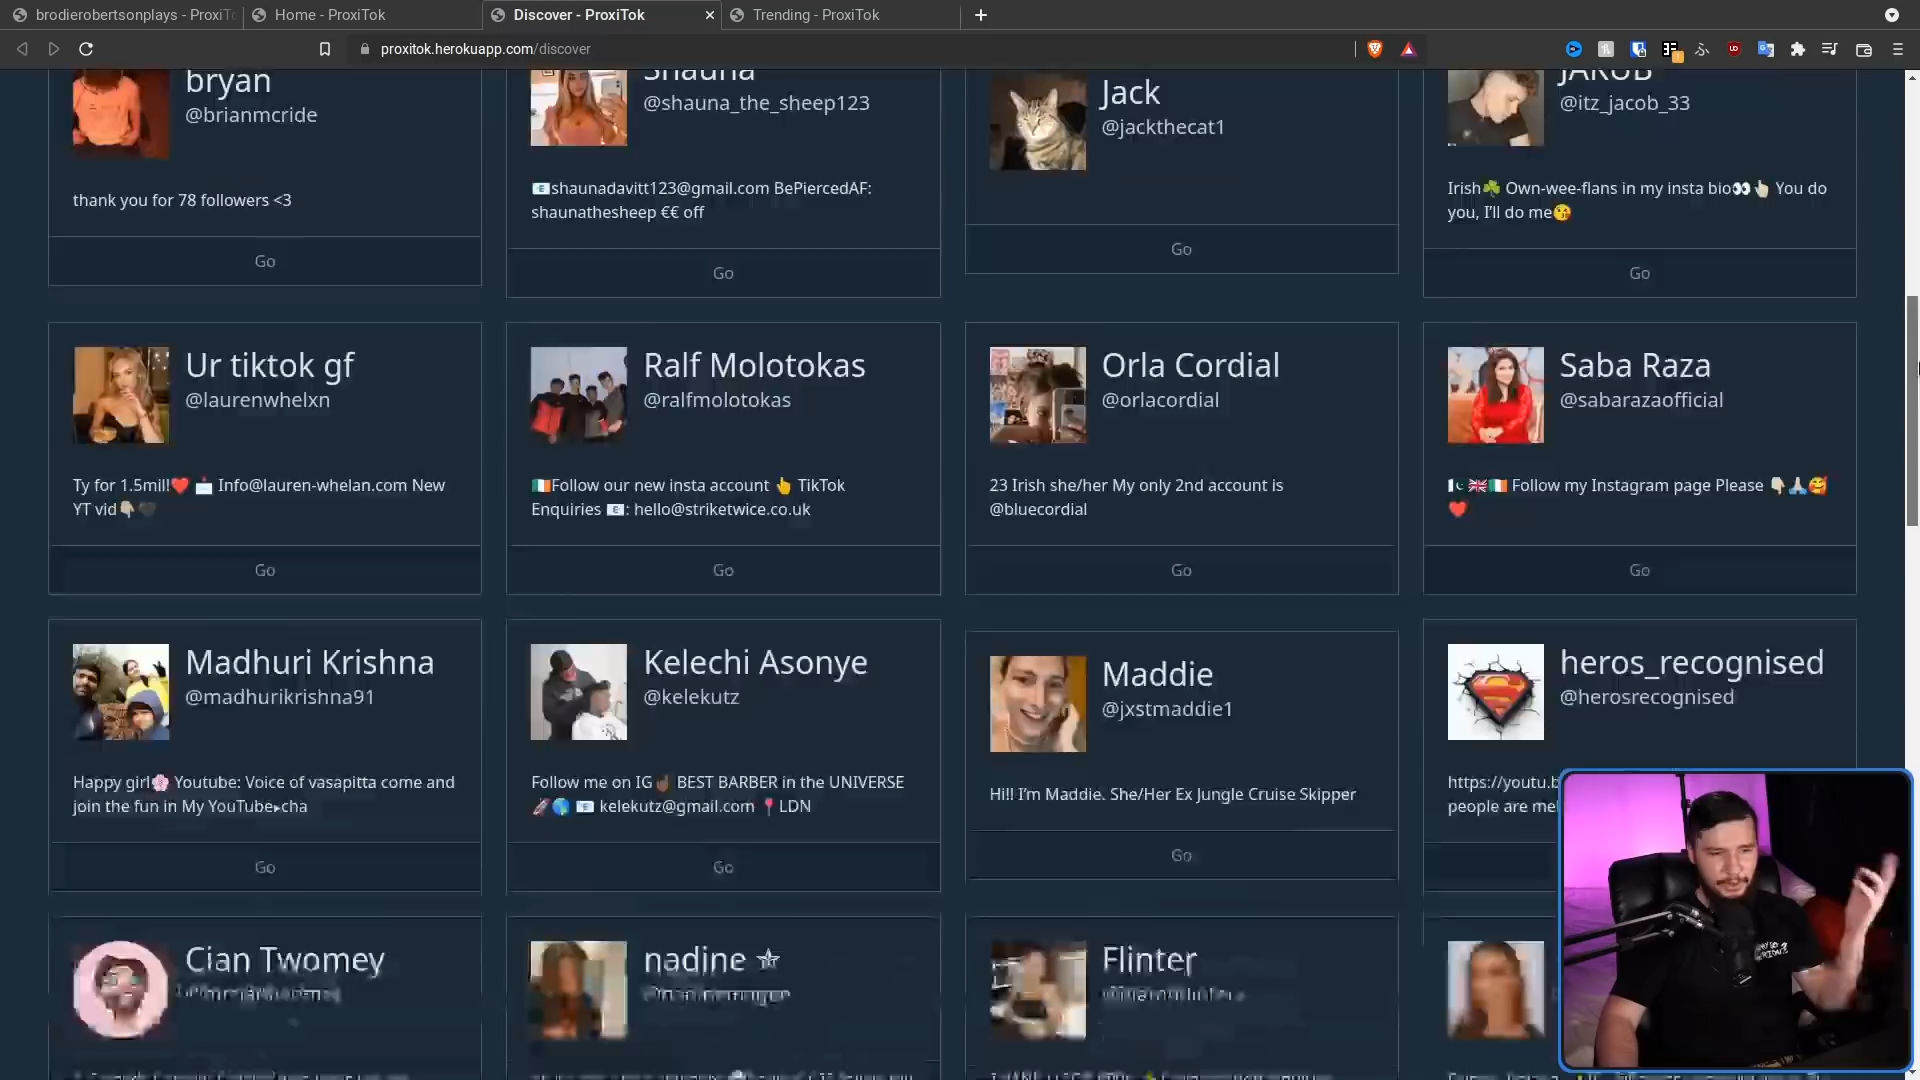 brodierobertsonplays - ProxiT
Home - ProxiTok
Discover - ProxiTok
Trending - ProxiTok
proxitok.herokuapp.com/discover
bryan
@brianmcride
thank you for 78 followers <3
Go
Shauna
@shauna_the_sheep123
📧shaunadavitt123@gmail.com BePiercedAF:
shaunathesheep €€ off
Go
Jack
@jackthecat1
Go
JAKUB
@itz_jacob_33
Irish☘️ Own-wee-flans in my insta bio👀👆🏻 You do
you, I'll do me😘
Go
Ur tiktok gf
@laurenwhelxn
Ty for 1.5mil!❤️ 📩 Info@lauren-whelan.com New
YT vid👇🏼🖤
Go
Ralf Molotokas
@ralfmolotokas
🇮🇪Follow our new insta account 👆 TikTok
Enquiries 📧: hello@striketwice.co.uk
Go
Orla Cordial
@orlacordial
23 Irish she/her My only 2nd account is
@bluecordial
Go
Saba Raza
@sabarazaofficial
🇵🇰🇬🇧🇮🇪 Follow my Instagram page Please 👇🏼🙏🏼🥰
❤️
Go
Madhuri Krishna
@madhurikrishna91
Happy girl🌸 Youtube: Voice of vasapitta come and
join the fun in My YouTube▸cha
Go
Kelechi Asonye
@kelekutz
Follow me on IG☝🏾 BEST BARBER in the UNIVERSE
🚀🌎 📧 kelekutz@gmail.com 📍LDN
Go
Maddie
@jxstmaddie1
Hi!! I'm Maddie. She/Her Ex Jungle Cruise Skipper
Go
heros_recognised
@herosrecognised
https://youtu.b
people are me
Cian Twomey
nadine ☆
Flinter